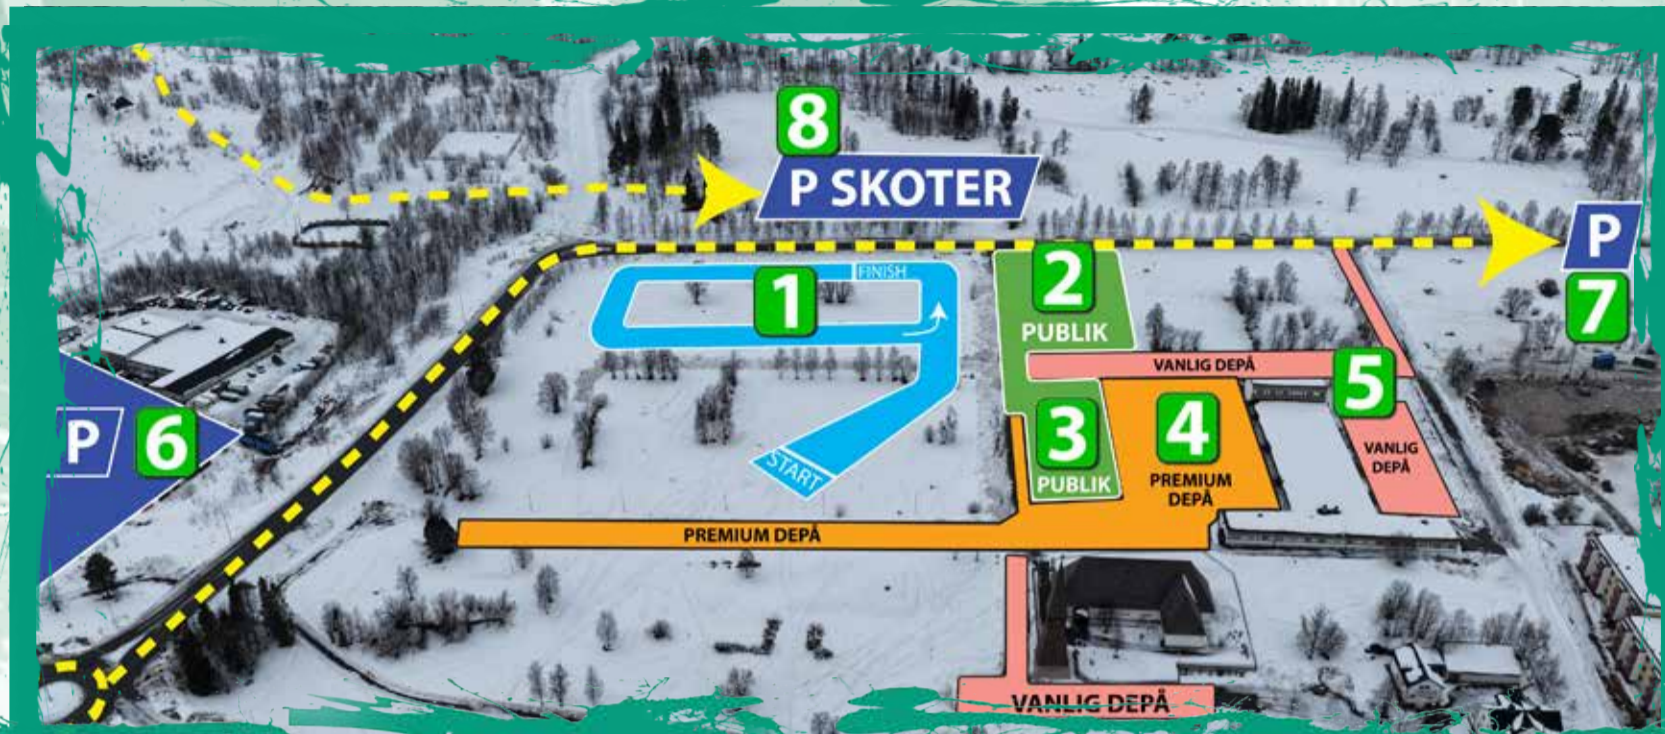 8
P SKOTER
P
7
FINISH
1
2
PUBLIK
VANLIG DEPÅ
5
P
6
3
PUBLIK
4
PREMIUM
DEPÅ
VANLIG
DEPÅ
START
PREMIUM DEPÅ
VANLIG DEPÅ